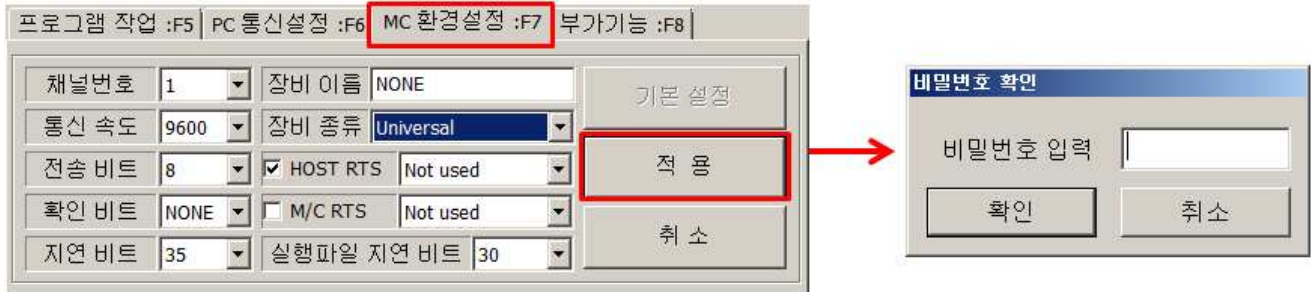 프로그램 작업 :F5 PC 통신설정 :F6 MC 환경설정 :F7 부가기능 :F8
채널번호 1 장비 이름 NONE 기본 설정
통신 속도 9600 장비 종류 Universal
전송 비트 8 HOST RTS Not used 적 용
확인 비트 NONE M/C RTS Not used
지연 비트 35 실행파일 지연 비트 30 취 소
비밀번호 확인
비밀번호 입력
확인 취소